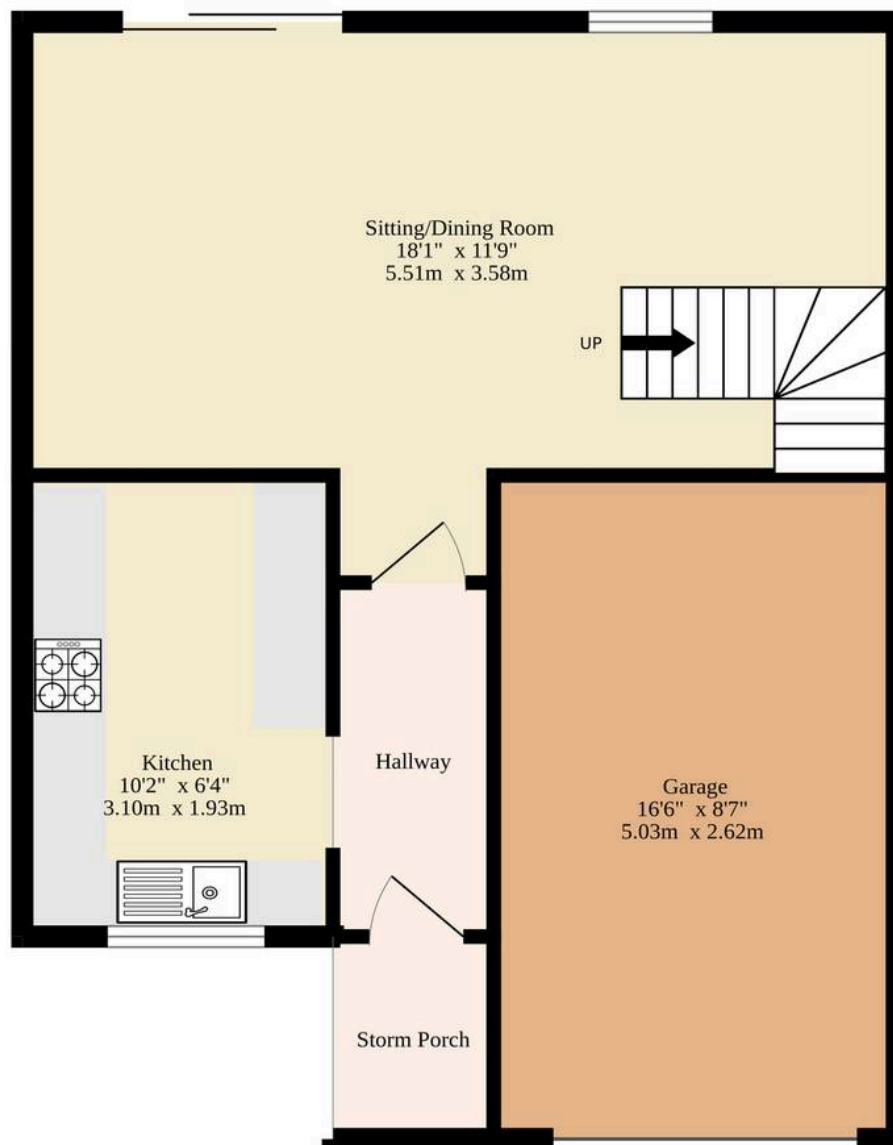 Sitting/Dining Room
18'1" x 11'9"
5.51m x 3.58m
UP
Kitchen
10'2" x 6'4"
3.10m x 1.93m
Hallway
Garage
16'6" x 8'7"
5.03m x 2.62m
Storm Porch